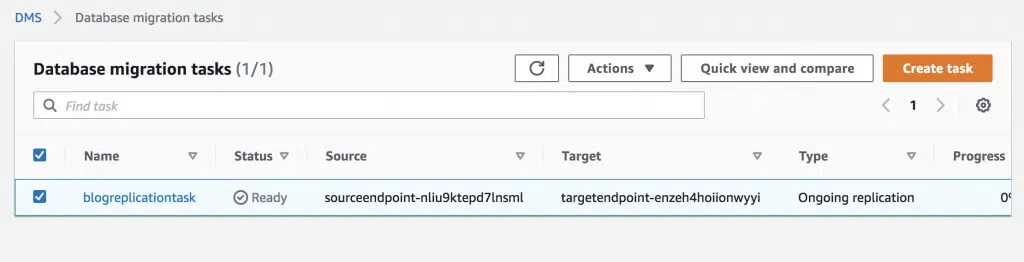 DMS > Database migration tasks
Database migration tasks (1/1)
Actions
Quick view and compare
Create task
Find task
1
Name Status Source Target Type Progress
blogreplicationtask Ready sourceendpoint-nliu9ktepd7lnsml targetendpoint-enzeh4hoiionwyyi Ongoing replication 0%